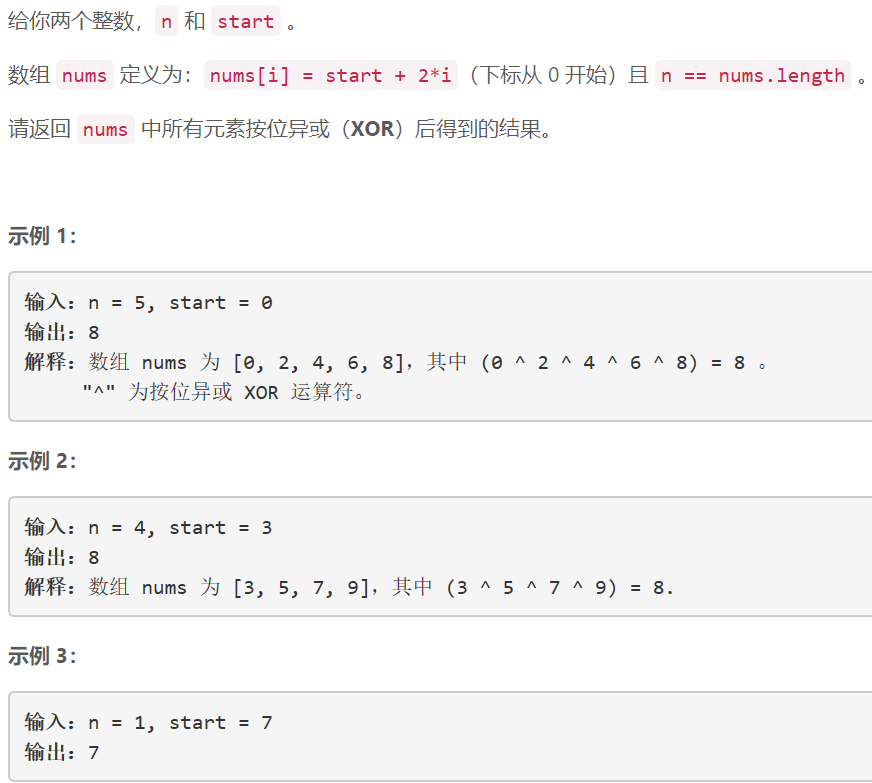 给你两个整数，n 和 start 。
数组 nums 定义为：nums[i] = start + 2*i（下标从 0 开始）且 n == nums.length 。
请返回 nums 中所有元素按位异或（XOR）后得到的结果。
示例 1：
输入：n = 5, start = 0
输出：8
解释：数组 nums 为 [0, 2, 4, 6, 8]，其中 (0 ^ 2 ^ 4 ^ 6 ^ 8) = 8 。
"^" 为按位异或 XOR 运算符。
示例 2：
输入：n = 4, start = 3
输出：8
解释：数组 nums 为 [3, 5, 7, 9]，其中 (3 ^ 5 ^ 7 ^ 9) = 8.
示例 3：
输入：n = 1, start = 7
输出：7